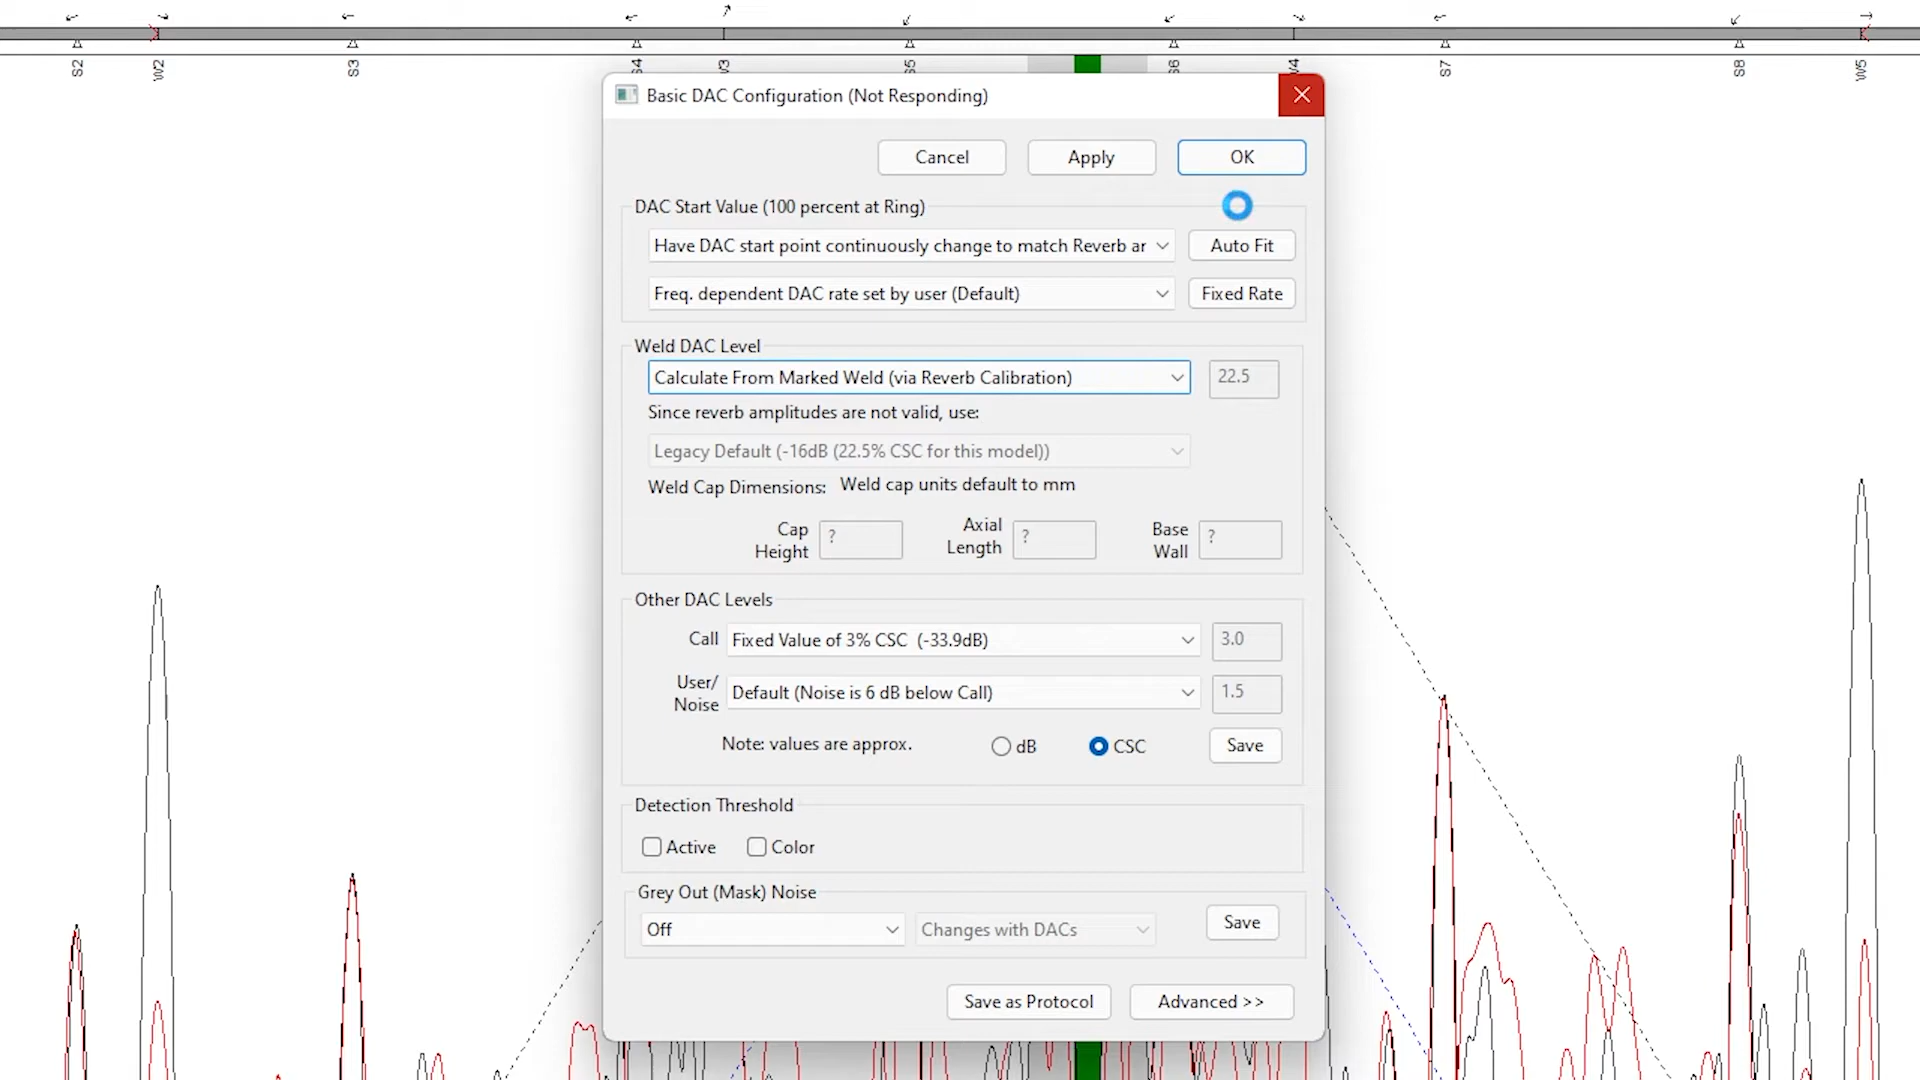 S2
W2
S3
S4
W3
S5
S6
W4
S7
S8
W5
Basic DAC Configuration (Not Responding)
Cancel
Apply
OK
DAC Start Value (100 percent at Ring)
Have DAC start point continuously change to match Reverb ar
Auto Fit
Freq. dependent DAC rate set by user (Default)
Fixed Rate
Weld DAC Level
Calculate From Marked Weld (via Reverb Calibration)
22.5
Since reverb amplitudes are not valid, use:
Legacy Default (-16dB (22.5% CSC for this model))
Weld Cap Dimensions: Weld cap units default to mm
Cap
Height
?
Axial
Length
?
Base
Wall
?
Other DAC Levels
Call
Fixed Value of 3% CSC (-33.9dB)
3.0
User/
Noise
Default (Noise is 6 dB below Call)
1.5
Note: values are approx.
dB
CSC
Save
Detection Threshold
Active
Color
Grey Out (Mask) Noise
Off
Changes with DACs
Save
Save as Protocol
Advanced >>